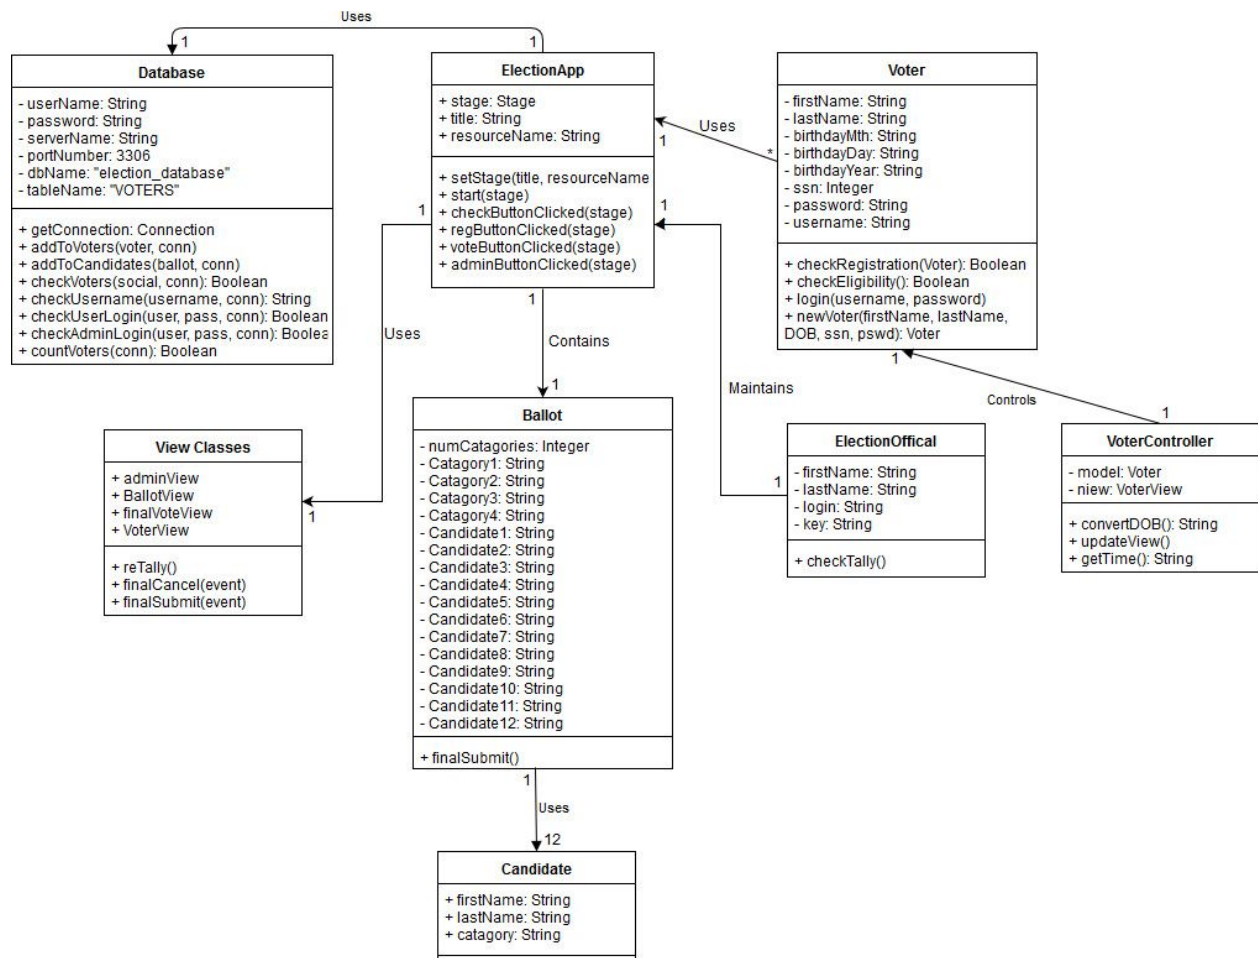 Uses
1
1
Database
- userName: String
- password: String
- serverName: String
- portNumber: 3306
- dbName: "election_database"
- tableName: "VOTERS"
+ getConnection: Connection
+ addToVoters(voter, conn)
+ addToCandidates(ballot, conn)
+ checkVoters(social, conn): Boolean
+ checkUsername(username, conn): String
+ checkUserLogin(user, pass, conn): Boolean
+ checkAdminLogin(user, pass, conn): Boolea
+ countVoters(conn): Boolean
ElectionApp
+ stage: Stage
+ title: String
+ resourceName: String
+ setStage(title, resourceName
+ start(stage)
+ checkButtonClicked(stage)
+ regButtonClicked(stage)
+ voteButtonClicked(stage)
+ adminButtonClicked(stage)
Uses
1
*
Voter
- firstName: String
- lastName: String
- birthdayMth: String
- birthdayDay: String
- birthdayYear: String
- ssn: Integer
- password: String
- username: String
+ checkRegistration(Voter): Boolean
+ checkEligibility(): Boolean
+ login(username, password)
+ newVoter(firstName, lastName,
DOB, ssn, pswd): Voter
1
Uses
1
View Classes
+ adminView
+ BallotView
+ finalVoteView
+ VoterView
+ reTally()
+ finalCancel(event)
+ finalSubmit(event)
1
Contains
1
Ballot
- numCatagories: Integer
- Catagory1: String
- Catagory2: String
- Catagory3: String
- Catagory4: String
- Candidate1: String
- Candidate2: String
- Candidate3: String
- Candidate4: String
- Candidate5: String
- Candidate6: String
- Candidate7: String
- Candidate8: String
- Candidate9: String
- Candidate10: String
- Candidate11: String
- Candidate12: String
+ finalSubmit()
1
Maintains
1
ElectionOffical
- firstName: String
- lastName: String
- login: String
- key: String
+ checkTally()
1
Controls
1
VoterController
- model: Voter
- niew: VoterView
+ convertDOB(): String
+ updateView()
+ getTime(): String
1
Uses
12
Candidate
+ firstName: String
+ lastName: String
+ catagory: String